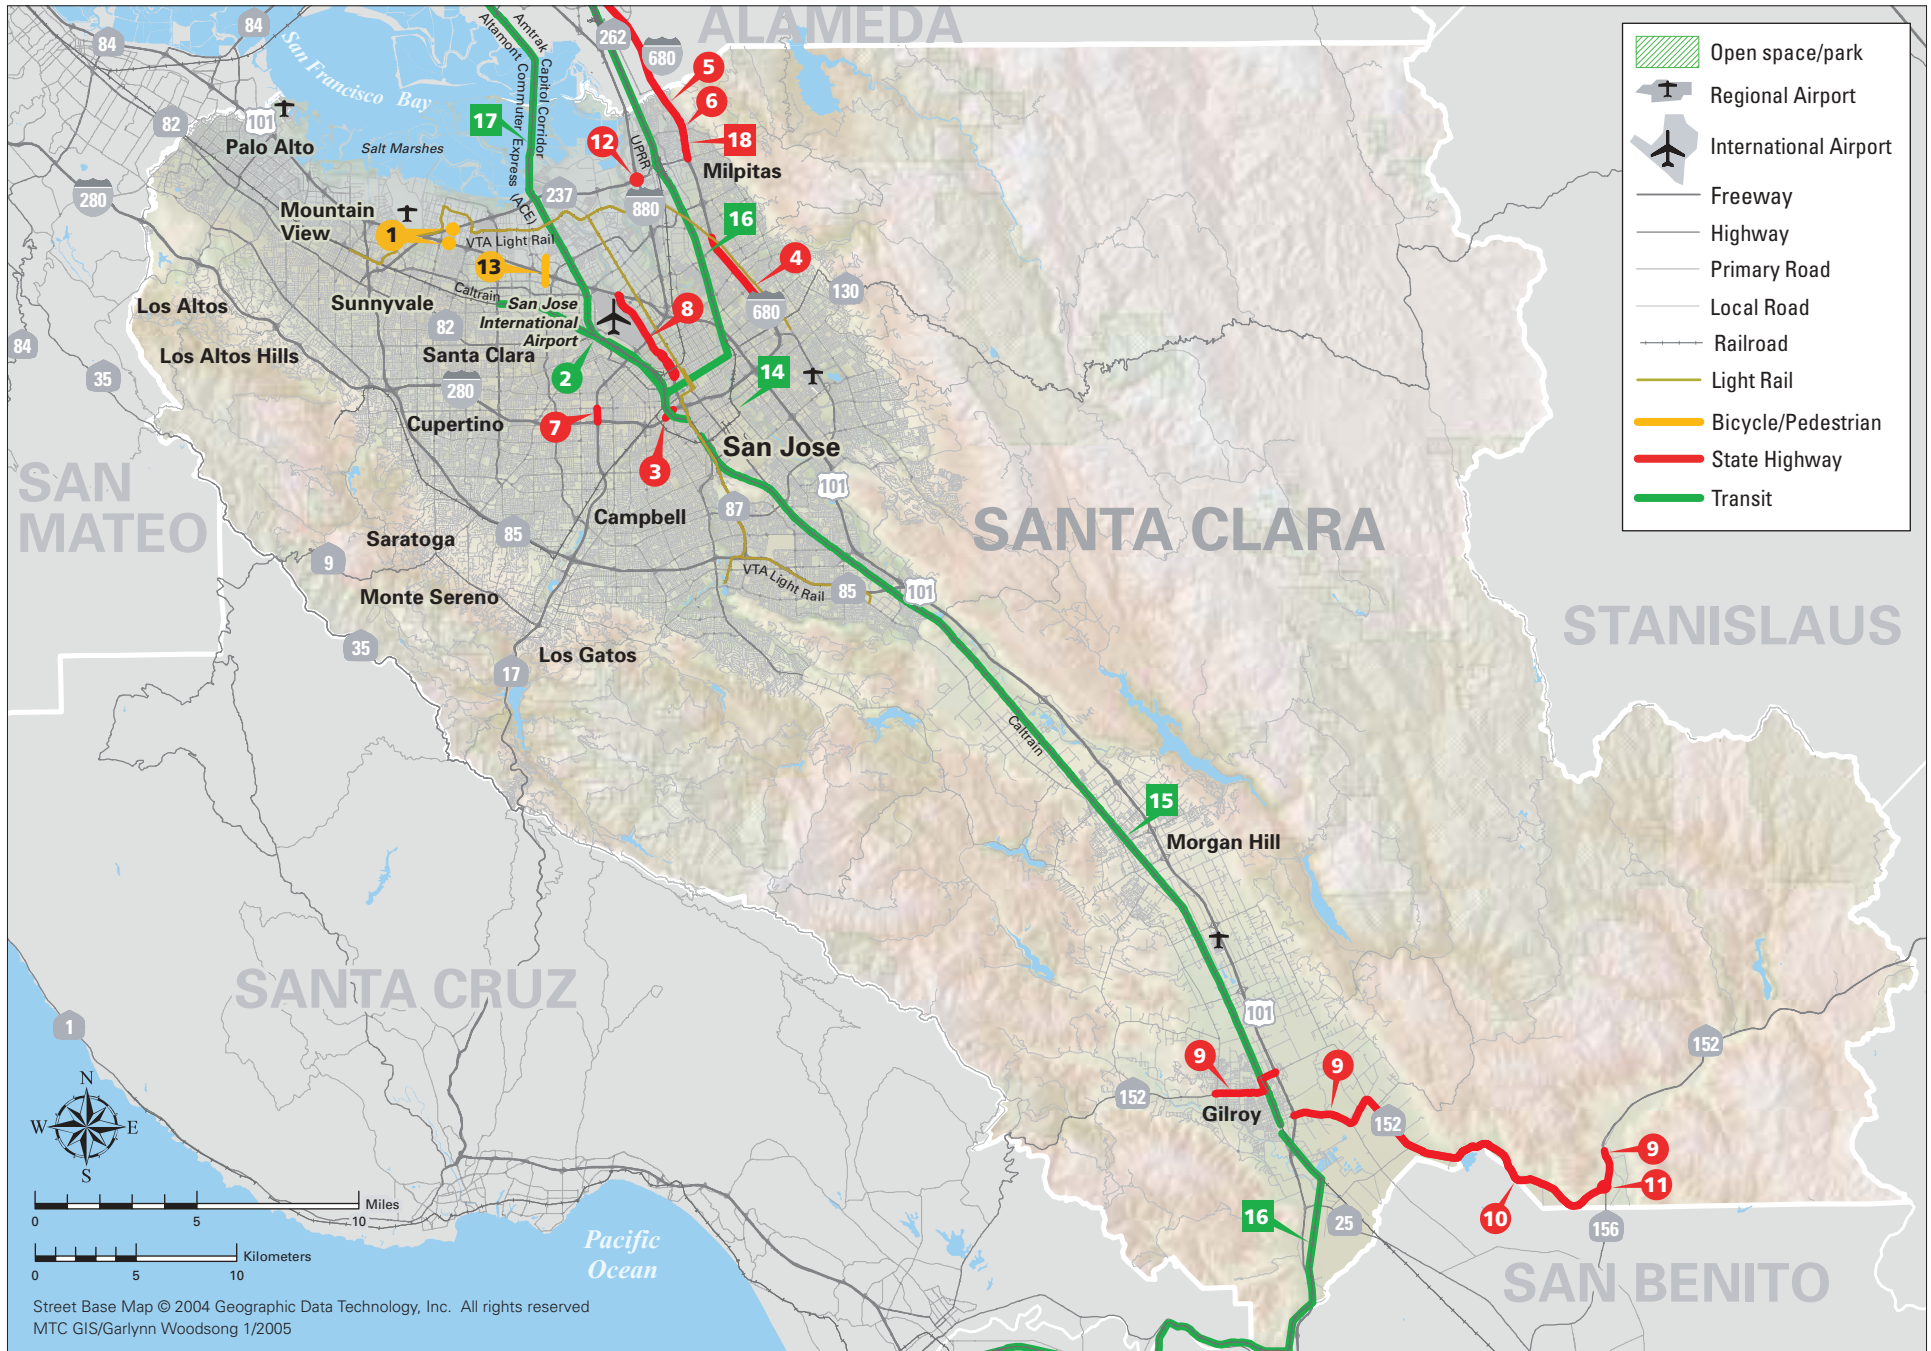 ALAMEDA
84
84
262
680
San Francisco Bay
Amtrak Capitol Corridor
Altamont Commuter Express (ACE)
5
6
17
18
12
UPRR
82
101
Palo Alto
Salt Marshes
Milpitas
280
237
880
Mountain
View
1
VTA Light Rail
16
13
4
Caltrain
Los Altos
Sunnyvale
San Jose
International
Airport
82
8
680
130
84
Los Altos Hills
Santa Clara
35
2
14
280
Cupertino
7
3
San Jose
SAN
MATEO
101
87
Campbell
SANTA CLARA
85
Saratoga
9
VTA Light Rail
85
101
Monte Sereno
STANISLAUS
35
Los Gatos
17
Caltrain
15
Morgan Hill
SANTA CRUZ
1
101
152
9
9
152
152
Gilroy
9
11
10
16
25
156
SAN BENITO
Pacific
Ocean
N
W E
S
Miles
0 5 10
Kilometers
0 5 10
Street Base Map © 2004 Geographic Data Technology, Inc. All rights reserved
MTC GIS/Garlynn Woodsong 1/2005
Open space/park
Regional Airport
International Airport
Freeway
Highway
Primary Road
Local Road
Railroad
Light Rail
Bicycle/Pedestrian
State Highway
Transit